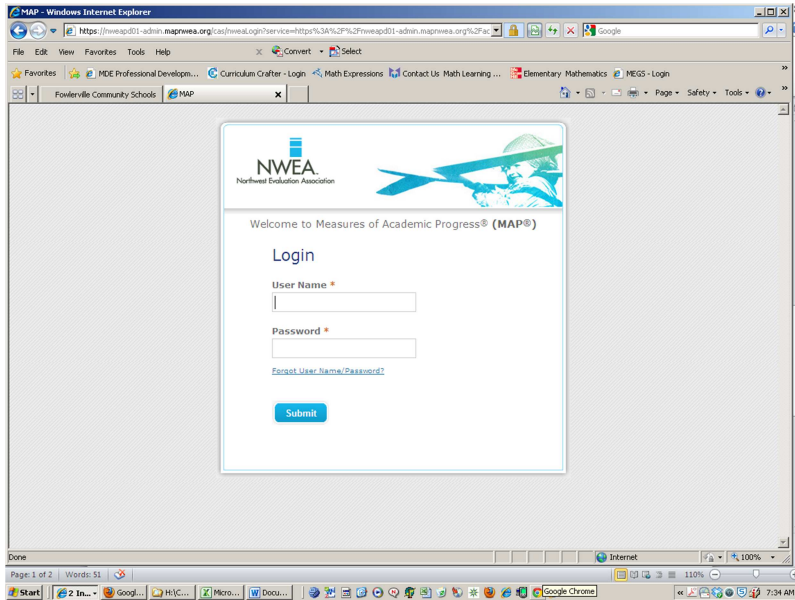 MAP - Windows Internet Explorer
https://nweapd01-admin.mapnwea.org/cas/nweaLogin?service=https%3A%2F%2Fnweapd01-admin.mapnwea.org%2Fac
Google
File Edit View Favorites Tools Help
x Convert Select
Favorites MDE Professional Developm... Curriculum Crafter - Login Math Expressions Contact Us Math Learning ... Elementary Mathematics MEGS - Login
Fowlerville Community Schools MAP
Page Safety Tools
NWEA
Northwest Evaluation Association
Welcome to Measures of Academic Progress® (MAP®)
Login
User Name *
Password *
Forgot User Name/Password?
Submit
Done Internet 100%
Page: 1 of 2 Words: 51 110%
Start 2 In... Googl... H:\C... Micro... Docu... Google Chrome 7:34 AM